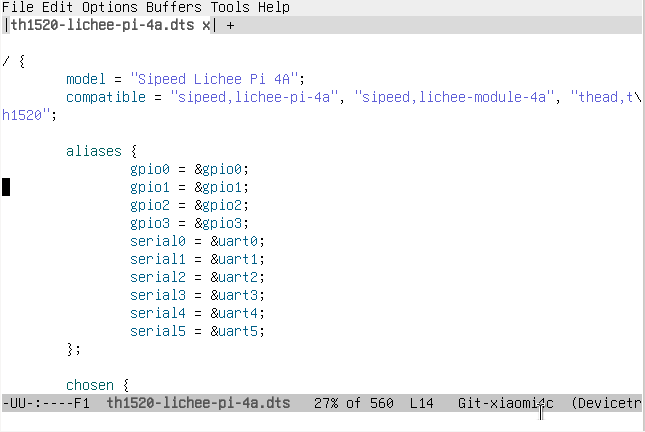 File Edit Options Buffers Tools Help
|th1520-lichee-pi-4a.dts x| +
/ {
model = "Sipeed Lichee Pi 4A";
compatible = "sipeed,lichee-pi-4a", "sipeed,lichee-module-4a", "thead,t\
h1520";
aliases {
gpio0 = &gpio0;
gpio1 = &gpio1;
gpio2 = &gpio2;
gpio3 = &gpio3;
serial0 = &uart0;
serial1 = &uart1;
serial2 = &uart2;
serial3 = &uart3;
serial4 = &uart4;
serial5 = &uart5;
};
chosen {
-UU-:----F1 th1520-lichee-pi-4a.dts 27% of 560 L14 Git-xiaomi4c (Devicetr